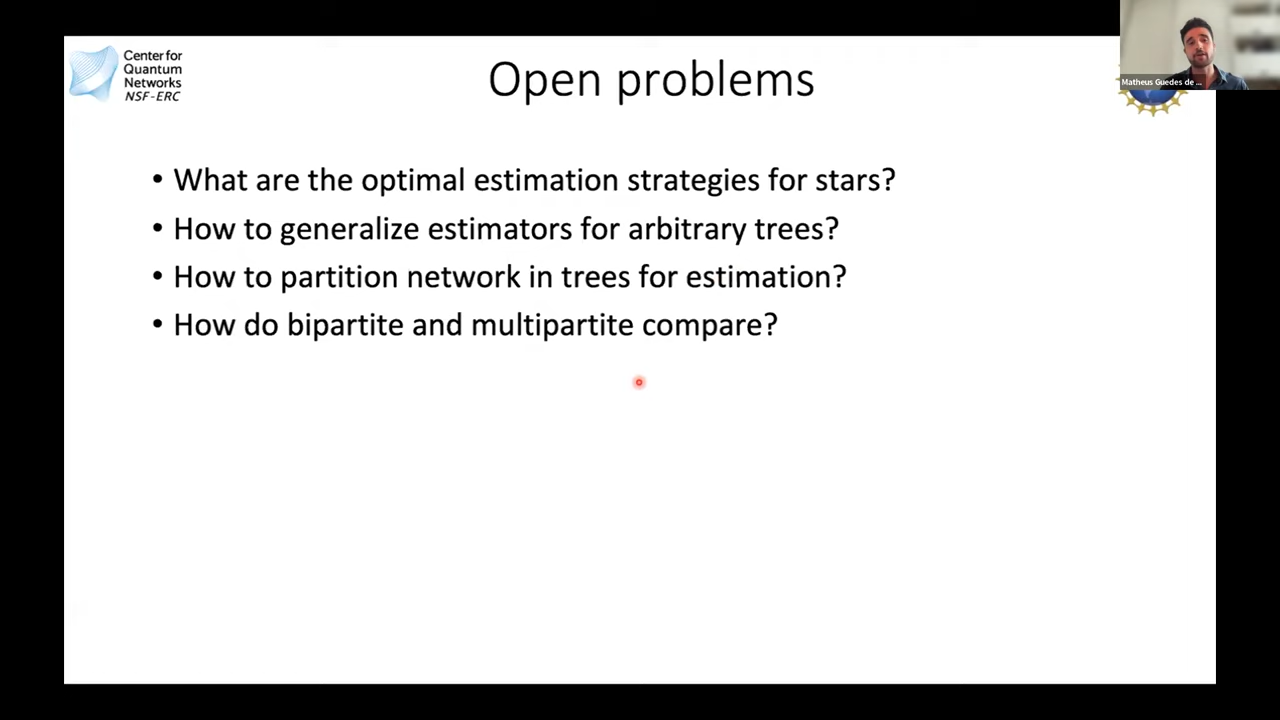 Center for
Quantum
Networks
NSF-ERC
Open problems
Matheus Guedes de ...
• What are the optimal estimation strategies for stars?
• How to generalize estimators for arbitrary trees?
• How to partition network in trees for estimation?
• How do bipartite and multipartite compare?